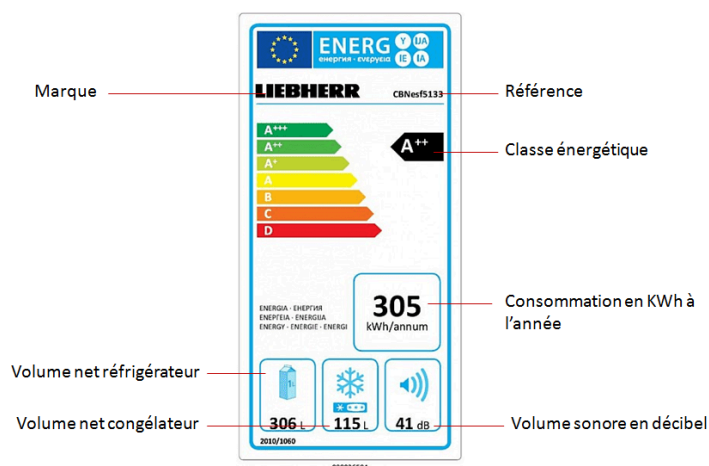 ENERG Y IJA
енергия · ενεργεια IE IA
Marque
LIEBHERR
CBNesf5133
Référence
A+++
A++
A+
A
B
C
D
A++
Classe énergétique
305
kWh/annum
Consommation en KWh à
l'année
ENERGIA · ЕНЕРГИЯ
ΕΝΕΡΓΕΙΑ · ENERGIJA
ENERGY · ENERGIE · ENERGI
Volume net réfrigérateur
1L
Volume net congélateur
306 L
115 L
41 dB
Volume sonore en décibel
2010/1060